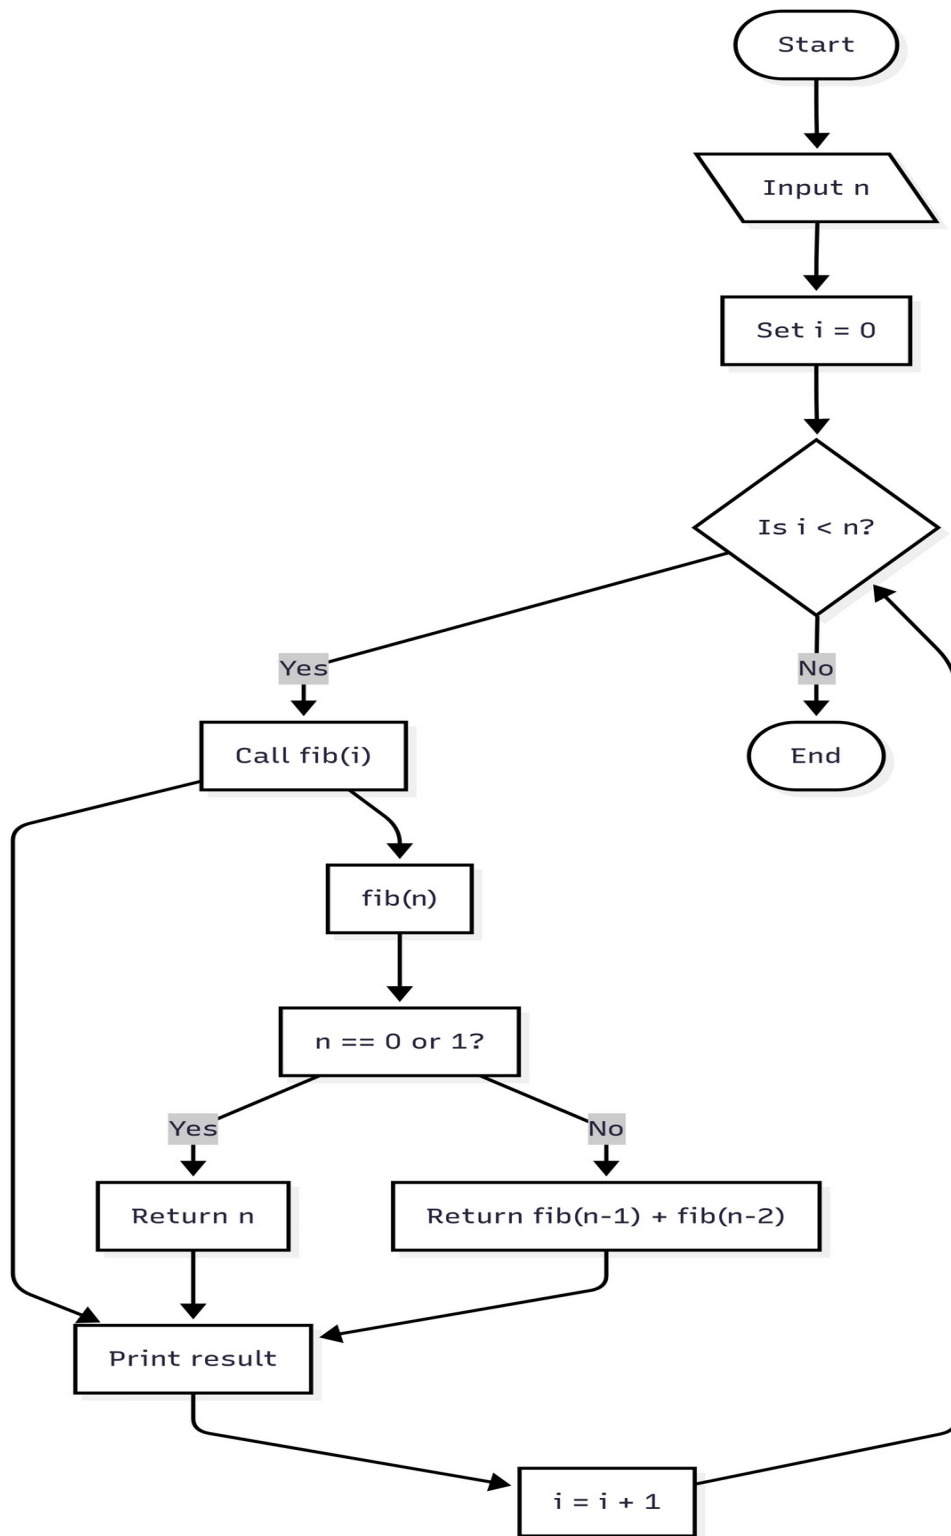 Start
Input n
Set i = 0
Is i < n?
Yes
No
Call fib(i)
End
fib(n)
n == 0 or 1?
Yes
No
Return n
Return fib(n-1) + fib(n-2)
Print result
i = i + 1